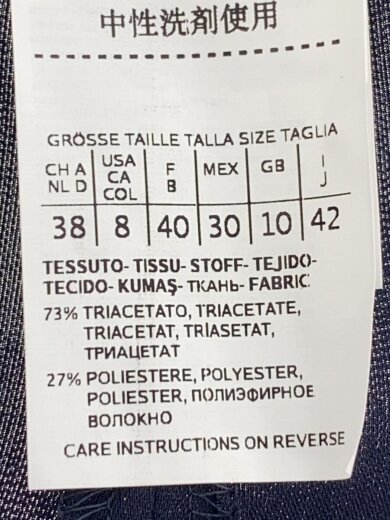 中性洗剤使用
GRÖSSE TAILLE TALLA SIZE TAGLIA
CH A NL D | USA CA COL | F B | MEX | GB | I J
38 | 8 | 40 | 30 | 10 | 42
TESSUTO- TISSU- STOFF- TEJIDO-
TECIDO- KUMAŞ- ТКАНЬ- FABRIC
73% TRIACETATO, TRIACETATE,
TRIACETAT, TRIASETAT,
ТРИАЦЕТАТ
27% POLIESTERE, POLYESTER,
POLIESTER, ПОЛИЭФИРНОЕ
ВОЛОКНО
CARE INSTRUCTIONS ON REVERSE